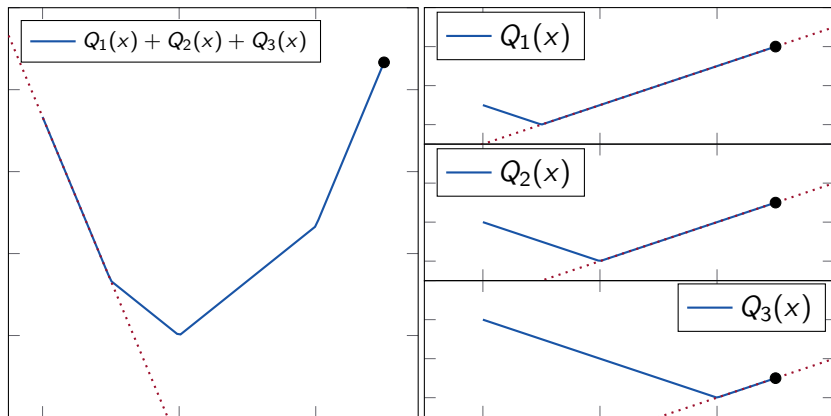 Q₁(x) + Q₂(x) + Q₃(x)
Q₁(x)
Q₂(x)
Q₃(x)